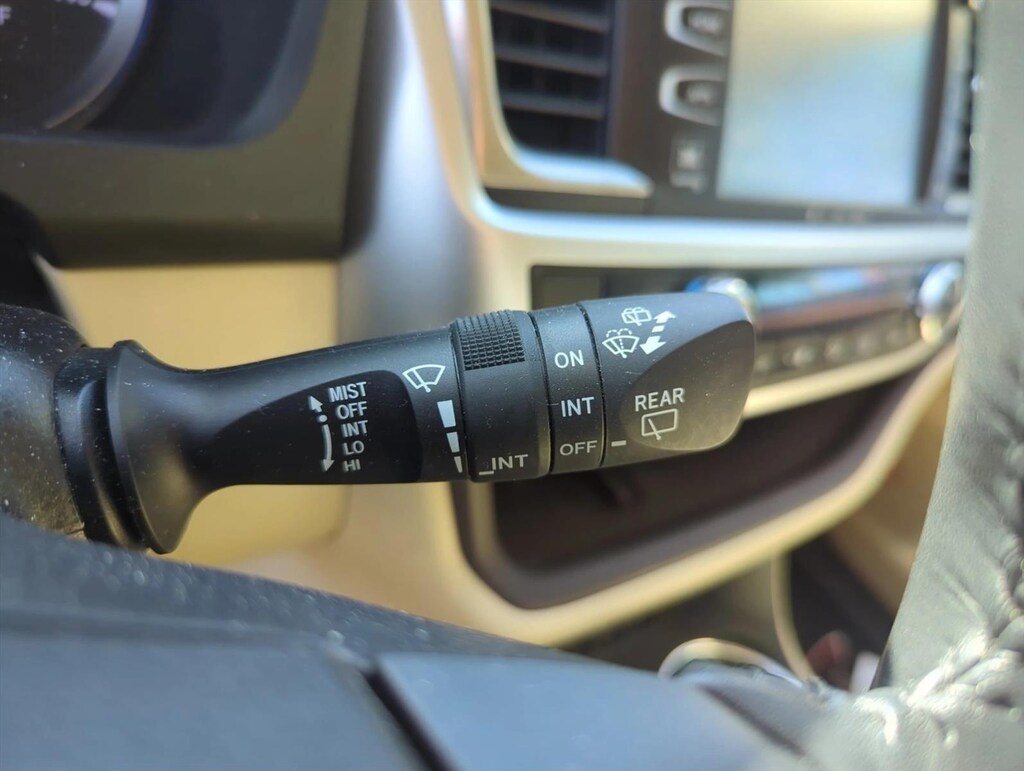 MIST
OFF
INT
LO
HI
INT
ON
INT
OFF
REAR